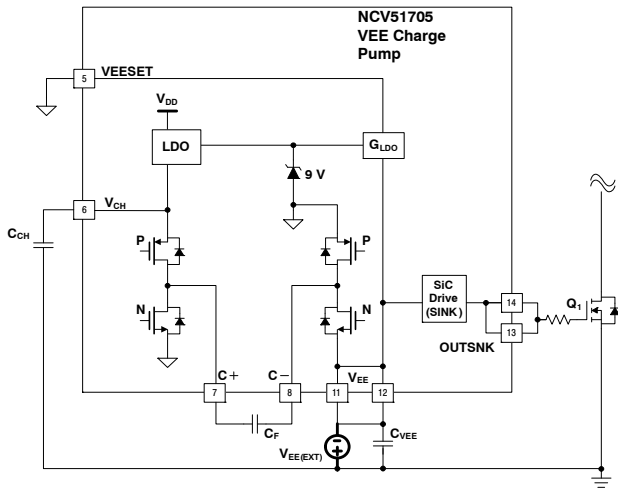 NCV51705
VEE Charge
Pump
5
VEESET
VDD
LDO
GLDO
9 V
6
VCH
CCH
P
P
N
N
SiC
Drive
(SINK)
14
13
Q1
OUTSNK
C+
C−
VEE
7
8
11
12
CF
CVEE
VEE(EXT)